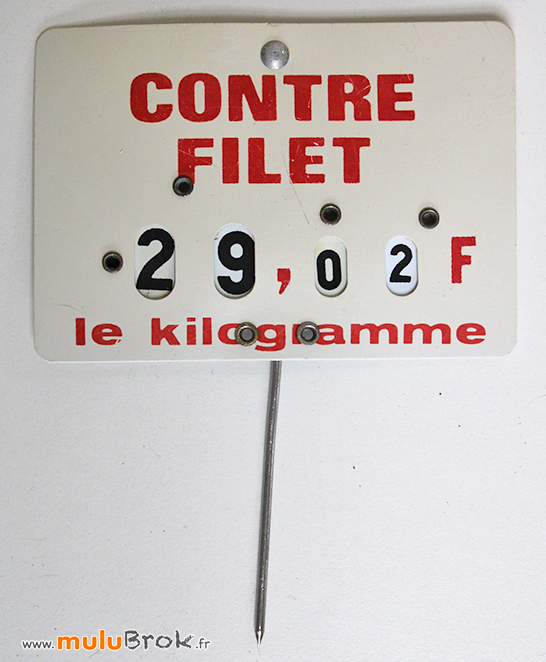 CONTRE
FILET
29,02 F
le kilogramme
www.muluBrok.fr